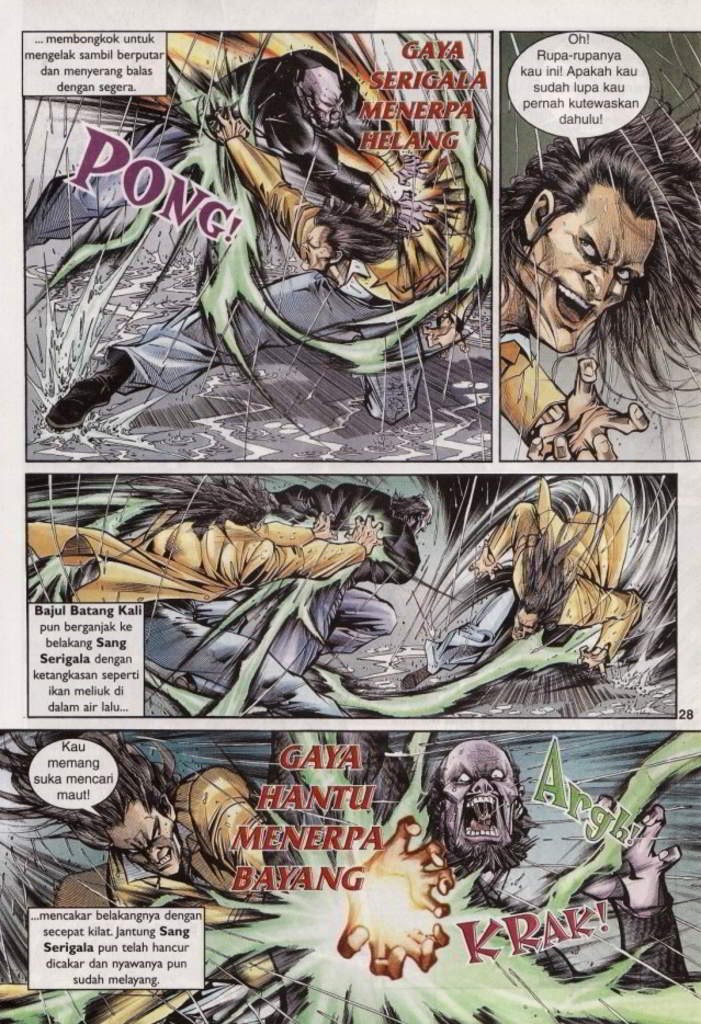 ... membongkok untuk
mengelak sambil berputar
dan menyerang balas
dengan segera.
GAYA
SERIGALA
MENERPA
HELANG
PONG!
Oh!
Rupa-rupanya
kau ini! Apakah kau
sudah lupa kau
pernah kutewaskan
dahulu!
Bajul Batang Kali
pun berganjak ke
belakang Sang
Serigala dengan
ketangkasan seperti
ikan meliuk di
dalam air lalu...
28
Kau
memang
suka mencari
maut!
GAYA
HANTU
MENERPA
BAYANG
Argh!
KRAK!
...mencakar belakangnya dengan
secepat kilat. Jantung Sang
Serigala pun telah hancur
dicakar dan nyawanya pun
sudah melayang.